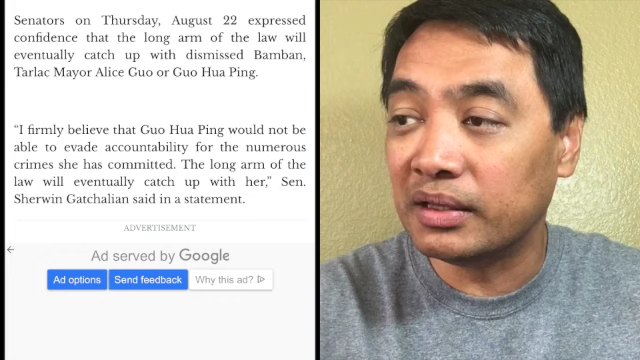 Senators on Thursday, August 22 expressed
confidence that the long arm of the law will
eventually catch up with dismissed Bamban,
Tarlac Mayor Alice Guo or Guo Hua Ping.
“I firmly believe that Guo Hua Ping would not be
able to evade accountability for the numerous
crimes she has committed. The long arm of the
law will eventually catch up with her,” Sen.
Sherwin Gatchalian said in a statement.
ADVERTISEMENT
Ad served by Google
Ad options Send feedback Why this ad?